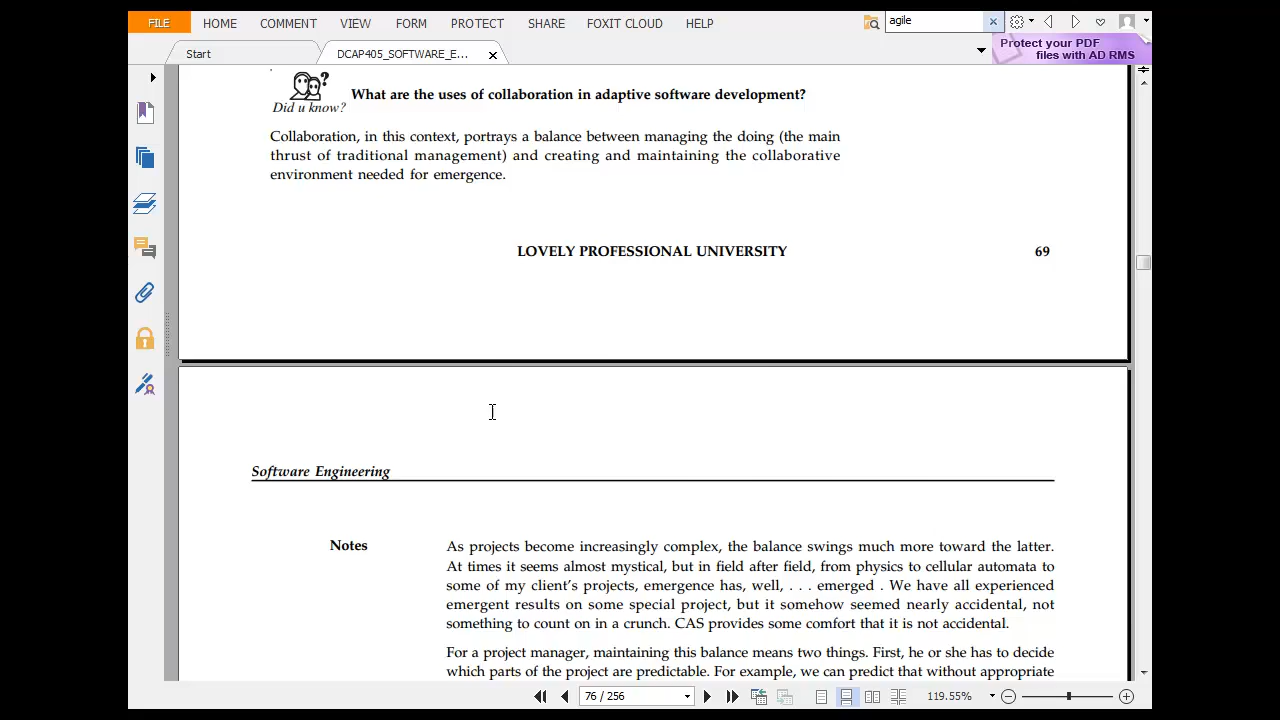 FILE HOME COMMENT VIEW FORM PROTECT SHARE FOXIT CLOUD HELP agile
Start DCAP405_SOFTWARE_E... Protect your PDF
files with AD RMS
Did u know? What are the uses of collaboration in adaptive software development?
Collaboration, in this context, portrays a balance between managing the doing (the main
thrust of traditional management) and creating and maintaining the collaborative
environment needed for emergence.
LOVELY PROFESSIONAL UNIVERSITY 69
Software Engineering
Notes As projects become increasingly complex, the balance swings much more toward the latter.
At times it seems almost mystical, but in field after field, from physics to cellular automata to
some of my client's projects, emergence has, well, . . . emerged . We have all experienced
emergent results on some special project, but it somehow seemed nearly accidental, not
something to count on in a crunch. CAS provides some comfort that it is not accidental.
For a project manager, maintaining this balance means two things. First, he or she has to decide
which parts of the project are predictable. For example, we can predict that without appropriate
76 / 256 119.55%